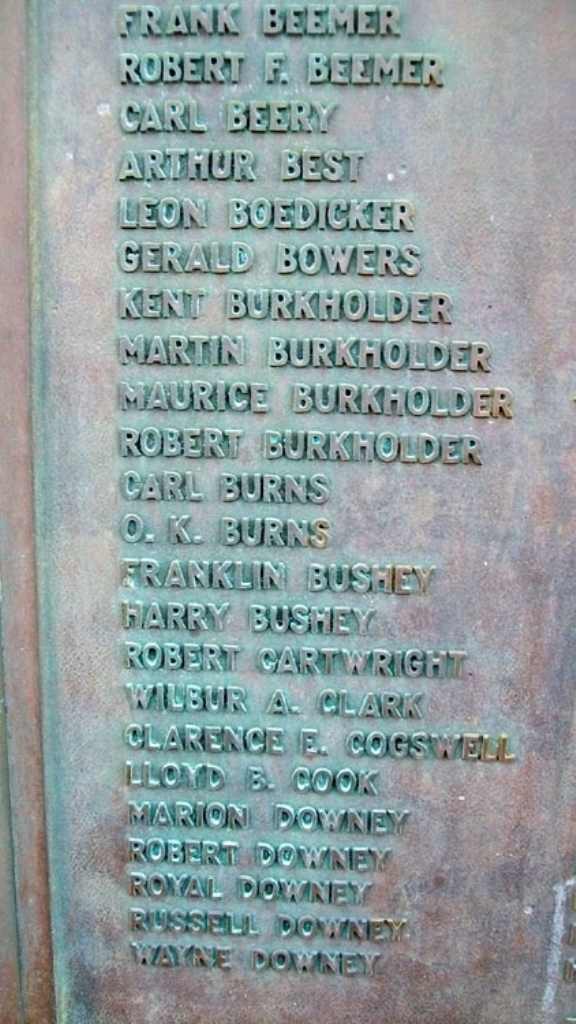 FRANK BEEMER
ROBERT F. BEEMER
CARL BEERY
ARTHUR BEST
LEON BOEDICKER
GERALD BOWERS
KENT BURKHOLDER
MARTIN BURKHOLDER
MAURICE BURKHOLDER
ROBERT BURKHOLDER
CARL BURNS
O. K. BURNS
FRANKLIN BUSHEY
HARRY BUSHEY
ROBERT CARTWRIGHT
WILBUR A. CLARK
CLARENCE E. COGSWELL
LLOYD B. COOK
MARION DOWNEY
ROBERT DOWNEY
ROYAL DOWNEY
RUSSELL DOWNEY
WAYNE DOWNEY